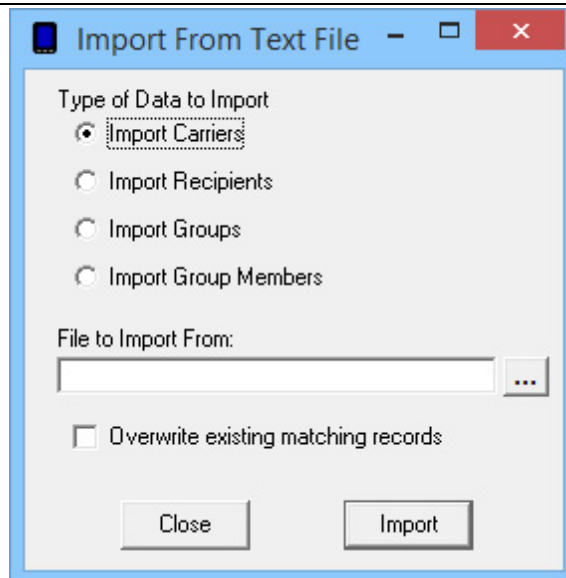 Import From Text File
Type of Data to Import
Import Carriers
Import Recipients
Import Groups
Import Group Members
File to Import From:
...
Overwrite existing matching records
Close
Import